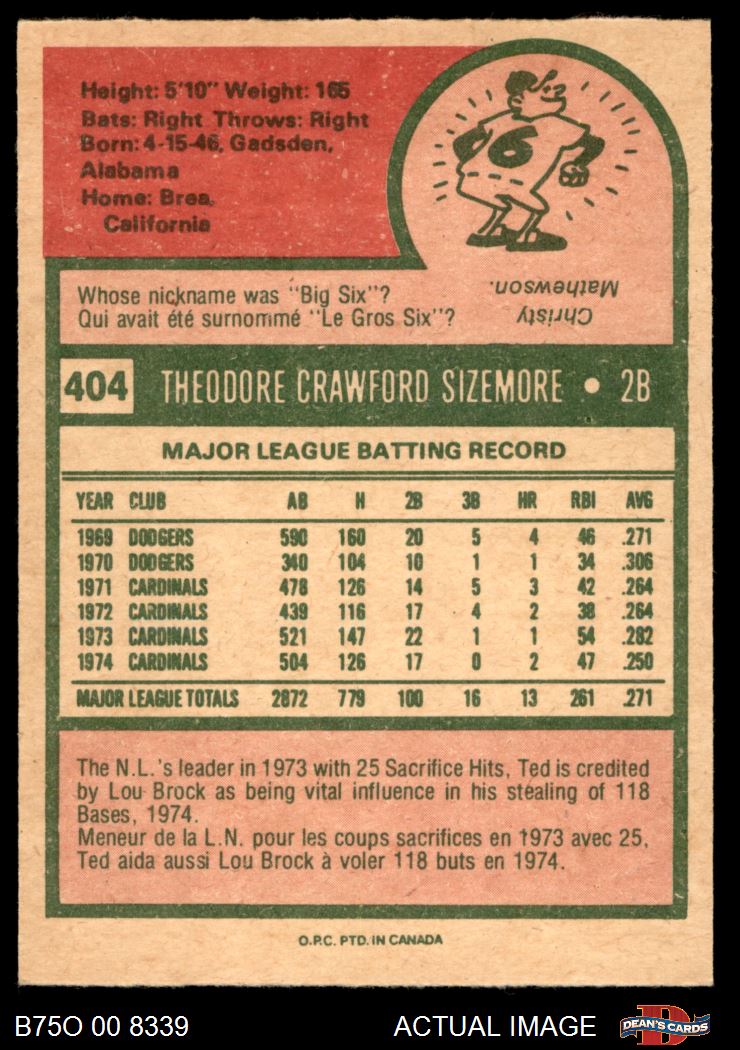 Height: 5'10" Weight: 165
Bats: Right Throws: Right
Born: 4-15-46, Gadsden,
Alabama
Home: Brea,
California
6
Whose nickname was "Big Six"?
Qui avait été surnommé "Le Gros Six"?
Christy
Mathewson.
404 THEODORE CRAWFORD SIZEMORE • 2B
MAJOR LEAGUE BATTING RECORD
YEAR CLUB AB H 2B 3B HR RBI AVG
1969 DODGERS 590 160 20 5 4 46 .271
1970 DODGERS 340 104 10 1 1 34 .306
1971 CARDINALS 478 126 14 5 3 42 .264
1972 CARDINALS 439 116 17 4 2 38 .264
1973 CARDINALS 521 147 22 1 1 54 .282
1974 CARDINALS 504 126 17 0 2 47 .250
MAJOR LEAGUE TOTALS 2872 779 100 16 13 261 .271
The N.L.'s leader in 1973 with 25 Sacrifice Hits, Ted is credited
by Lou Brock as being vital influence in his stealing of 118
Bases, 1974.
Meneur de la L.N. pour les coups sacrifices en 1973 avec 25,
Ted aida aussi Lou Brock à voler 118 buts en 1974.
O.P.C. PTD. IN CANADA
B75O 00 8339 ACTUAL IMAGE D DEAN'S CARDS